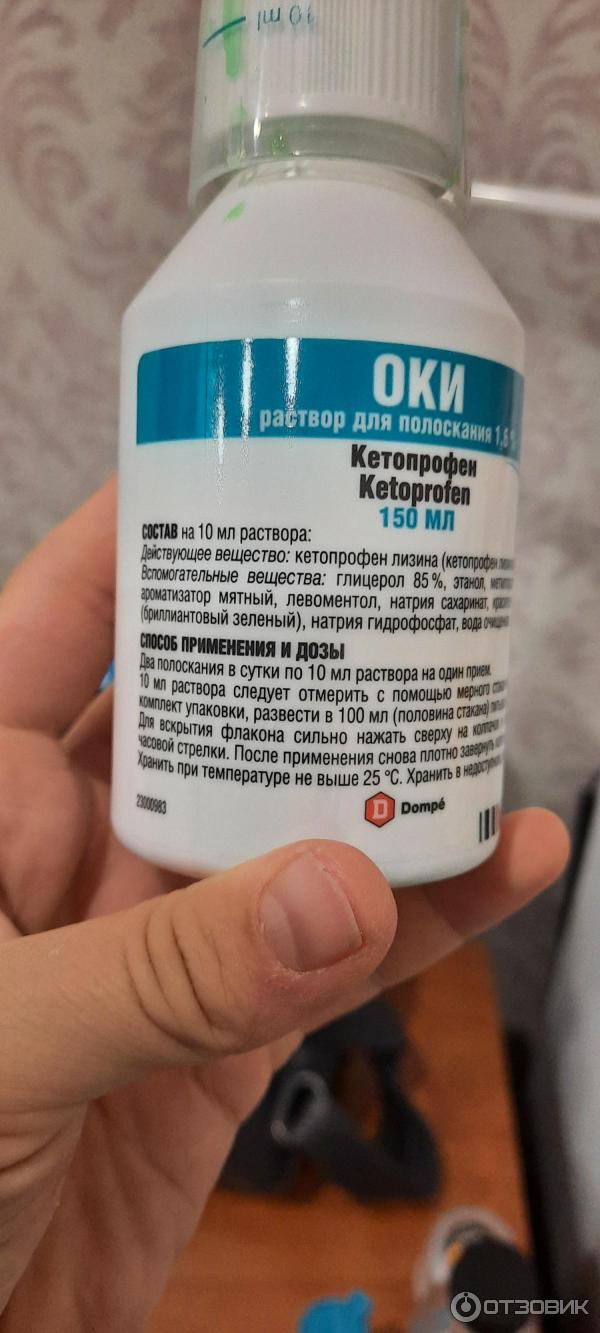 10 ml
ОКИ
раствор для полоскания 1,6 %
Кетопрофен
Ketoprofen
150 МЛ
СОСТАВ на 10 мл раствора:
Действующее вещество: кетопрофен лизина (кетопрофен
Вспомогательные вещества: глицерол 85%, этанол,
ароматизатор мятный, левоментол, натрия сахаринат,
(бриллиантовый зеленый), натрия гидрофосфат, вода
СПОСОБ ПРИМЕНЕНИЯ И ДОЗЫ
Два полоскания в сутки по 10 мл раствора на один прием.
10 мл раствора следует отмерить с помощью мерного
комплект упаковки, развести в 100 мл (половина стакана)
Для вскрытия флакона сильно нажать сверху на колпачок
часовой стрелки. После применения снова плотно завернуть
Хранить при температуре не выше 25 °C. Хранить в
23000983
D Dompé
ОТЗОВИК